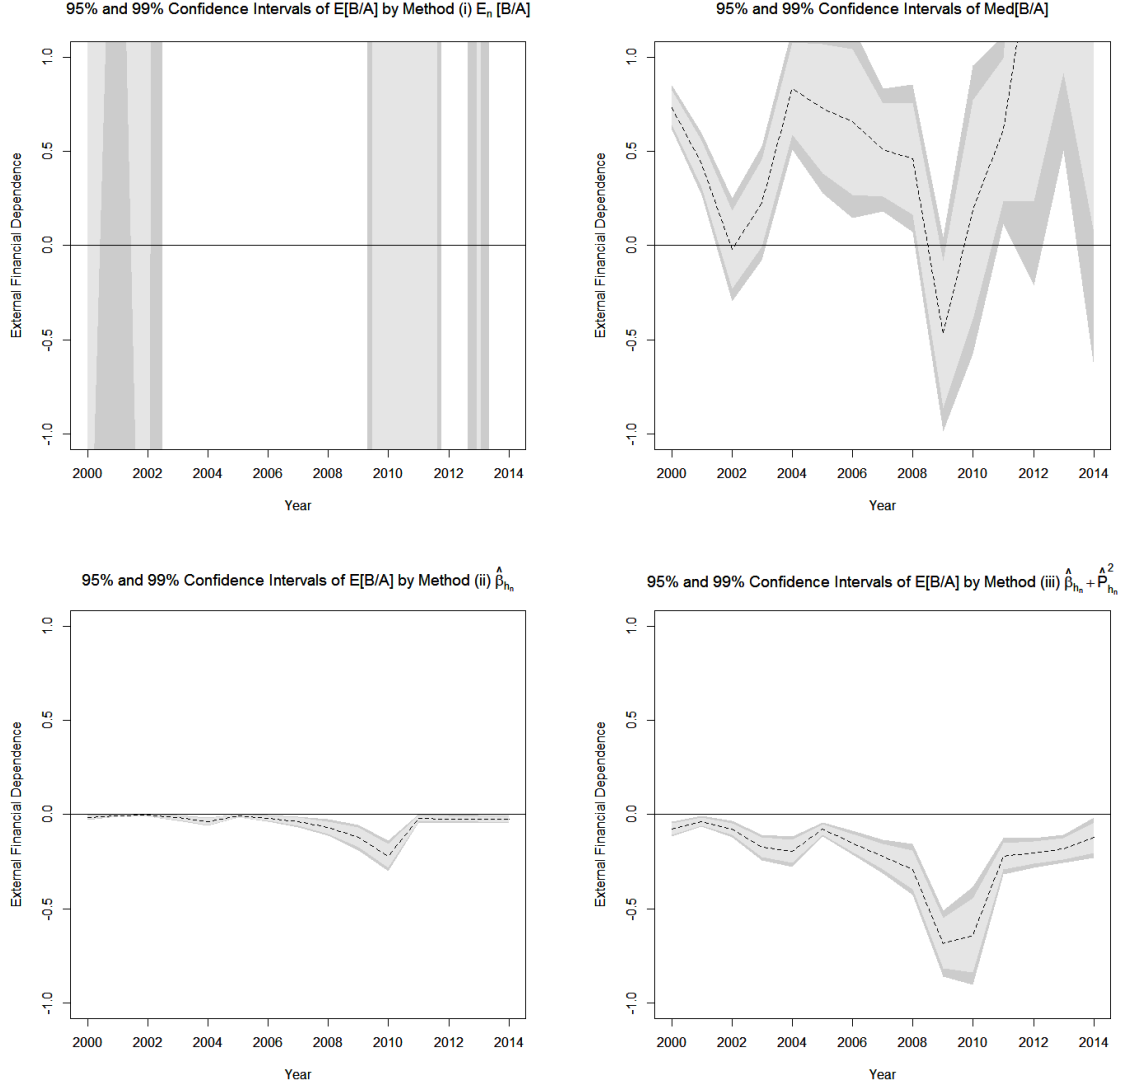 95% and 99% Confidence Intervals of E[B/A] by Method (i) Eₙ [B/A]
External Financial Dependence
1.0
0.5
0.0
-0.5
-1.0
2000 2002 2004 2006 2008 2010 2012 2014
Year
95% and 99% Confidence Intervals of Med[B/A]
External Financial Dependence
1.0
0.5
0.0
-0.5
-1.0
2000 2002 2004 2006 2008 2010 2012 2014
Year
95% and 99% Confidence Intervals of E[B/A] by Method (ii) β̂hₙ
External Financial Dependence
1.0
0.5
0.0
-0.5
-1.0
2000 2002 2004 2006 2008 2010 2012 2014
Year
95% and 99% Confidence Intervals of E[B/A] by Method (iii) β̂hₙ + P̂²hₙ
External Financial Dependence
1.0
0.5
0.0
-0.5
-1.0
2000 2002 2004 2006 2008 2010 2012 2014
Year